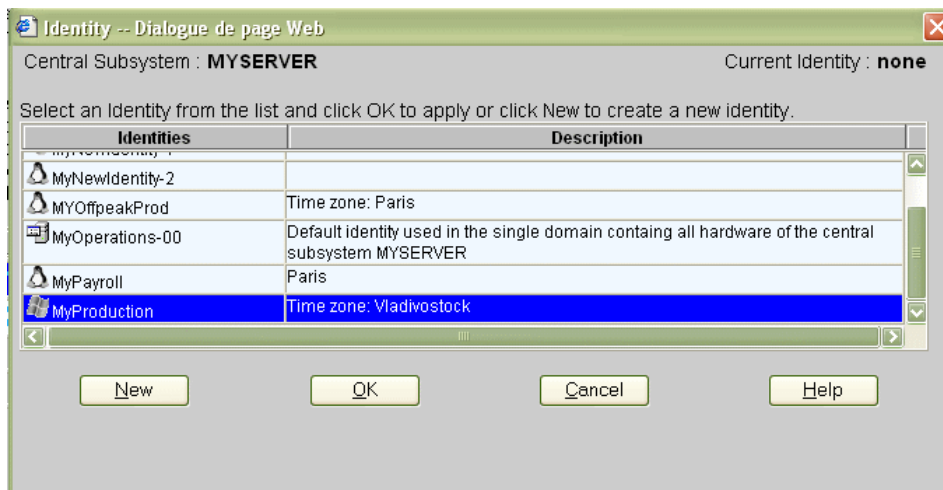 Identity -- Dialogue de page Web
Central Subsystem : MYSERVER Current Identity : none
Select an Identity from the list and click OK to apply or click New to create a new identity.
Identities Description
MyNewIdentity-2
MYOffpeakProd Time zone: Paris
MyOperations-00 Default identity used in the single domain containg all hardware of the central
subsystem MYSERVER
MyPayroll Paris
MyProduction Time zone: Vladivostock
New OK Cancel Help